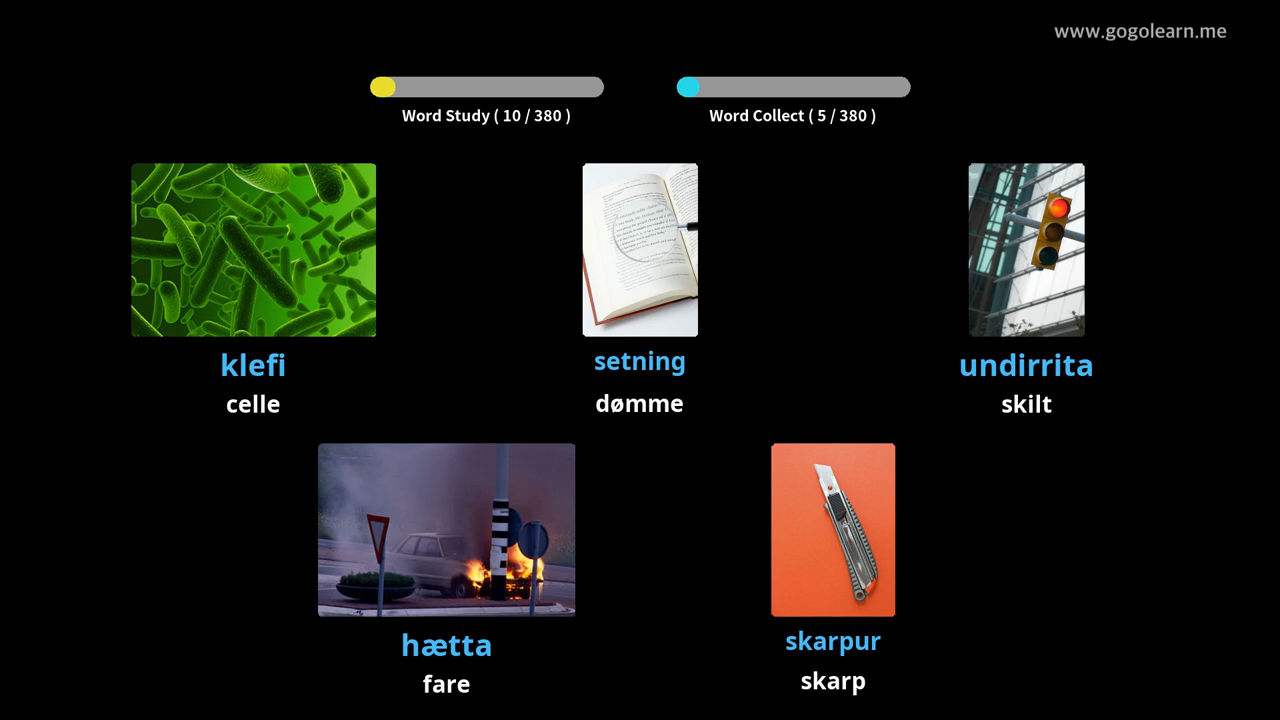 www.gogolearn.me
Word Study ( 10 / 380 )
Word Collect ( 5 / 380 )
klefi
celle
setning
dømme
undirrita
skilt
hætta
fare
skarpur
skarp